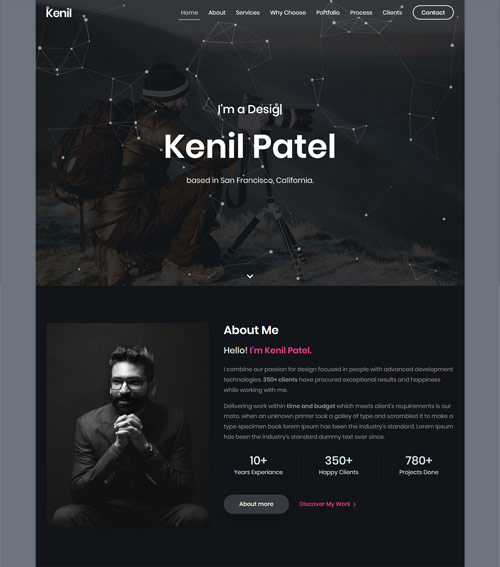 Kenil
Home About Services Why Choose Portfolio Process Clients Contact
I'm a Desig|
Kenil Patel
based in San Francisco, California.
About Me
Hello! I'm Kenil Patel.
I combine our passion for design focused in people with advanced development
technologies. 350+ clients have procured exceptional results and happiness
while working with me.
Delivering work within time and budget which meets client's requirements is our
moto. when an unknown printer took a galley of type and scrambled it to make a
type specimen book lorem Ipsum has been the industry's standard. Lorem Ipsum
has been the industry's standard dummy text ever since.
10+ 350+ 780+
Years Experiance Happy Clients Projects Done
About more Discover My Work >